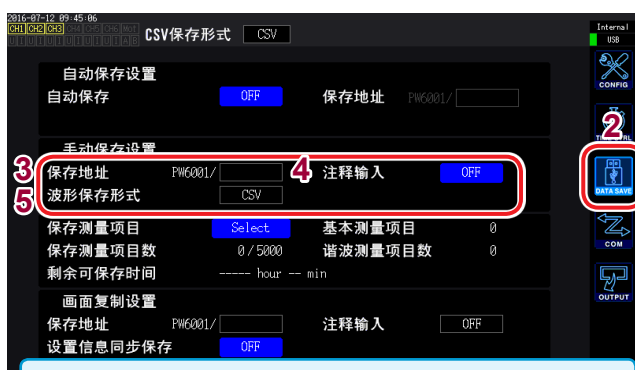 2016-07-12 09:45:06
CH1 CH2 CH3 CH4 CH5 CH6 Mot
U I U I U I U I U I U I A B
CSV保存形式 CSV
Internal
USB
自动保存设置
自动保存 OFF 保存地址 PW6001/
CONFIG
手动保存设置
2
3 保存地址 PW6001/ 4 注释输入 OFF
5 波形保存形式 CSV
DATA SAVE
保存测量项目 Select 基本测量项目 0
保存测量项目数 0/5000 谐波测量项目数 0
剩余可保存时间 ----- hour -- min
COM
画面复制设置
保存地址 PW6001/ 注释输入 OFF
设置信息同步保存 OFF
OUTPUT